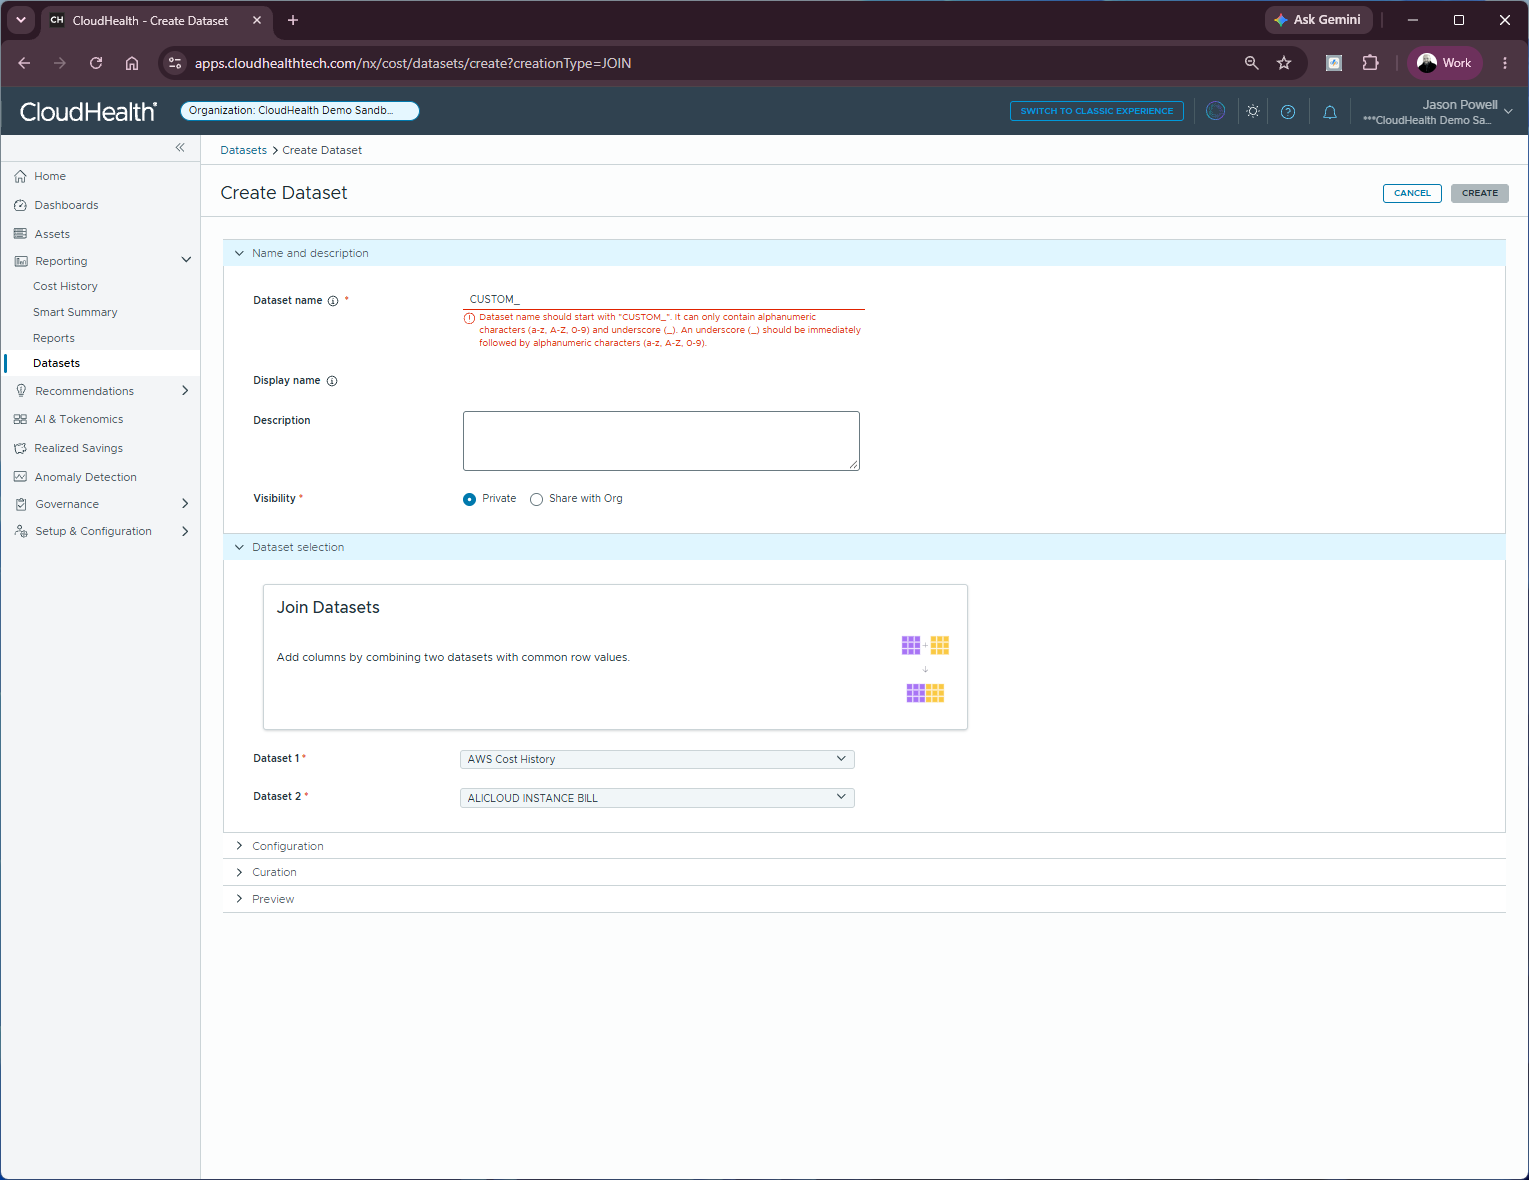 CH CloudHealth - Create Dataset
Ask Gemini
apps.cloudhealthtech.com/nx/cost/datasets/create?creationType=JOIN
Work
CloudHealth
Organization: CloudHealth Demo Sandb...
SWITCH TO CLASSIC EXPERIENCE
Jason Powell
***CloudHealth Demo Sa...
Home
Dashboards
Assets
Reporting
Cost History
Smart Summary
Reports
Datasets
Recommendations
AI & Tokenomics
Realized Savings
Anomaly Detection
Governance
Setup & Configuration
Datasets > Create Dataset
Create Dataset
CANCEL
CREATE
Name and description
Dataset name *
CUSTOM_
Dataset name should start with "CUSTOM_". It can only contain alphanumeric
characters (a-z, A-Z, 0-9) and underscore (_). An underscore (_) should be immediately
followed by alphanumeric characters (a-z, A-Z, 0-9).
Display name
Description
Visibility *
Private
Share with Org
Dataset selection
Join Datasets
Add columns by combining two datasets with common row values.
Dataset 1 *
AWS Cost History
Dataset 2 *
ALICLOUD INSTANCE BILL
Configuration
Curation
Preview